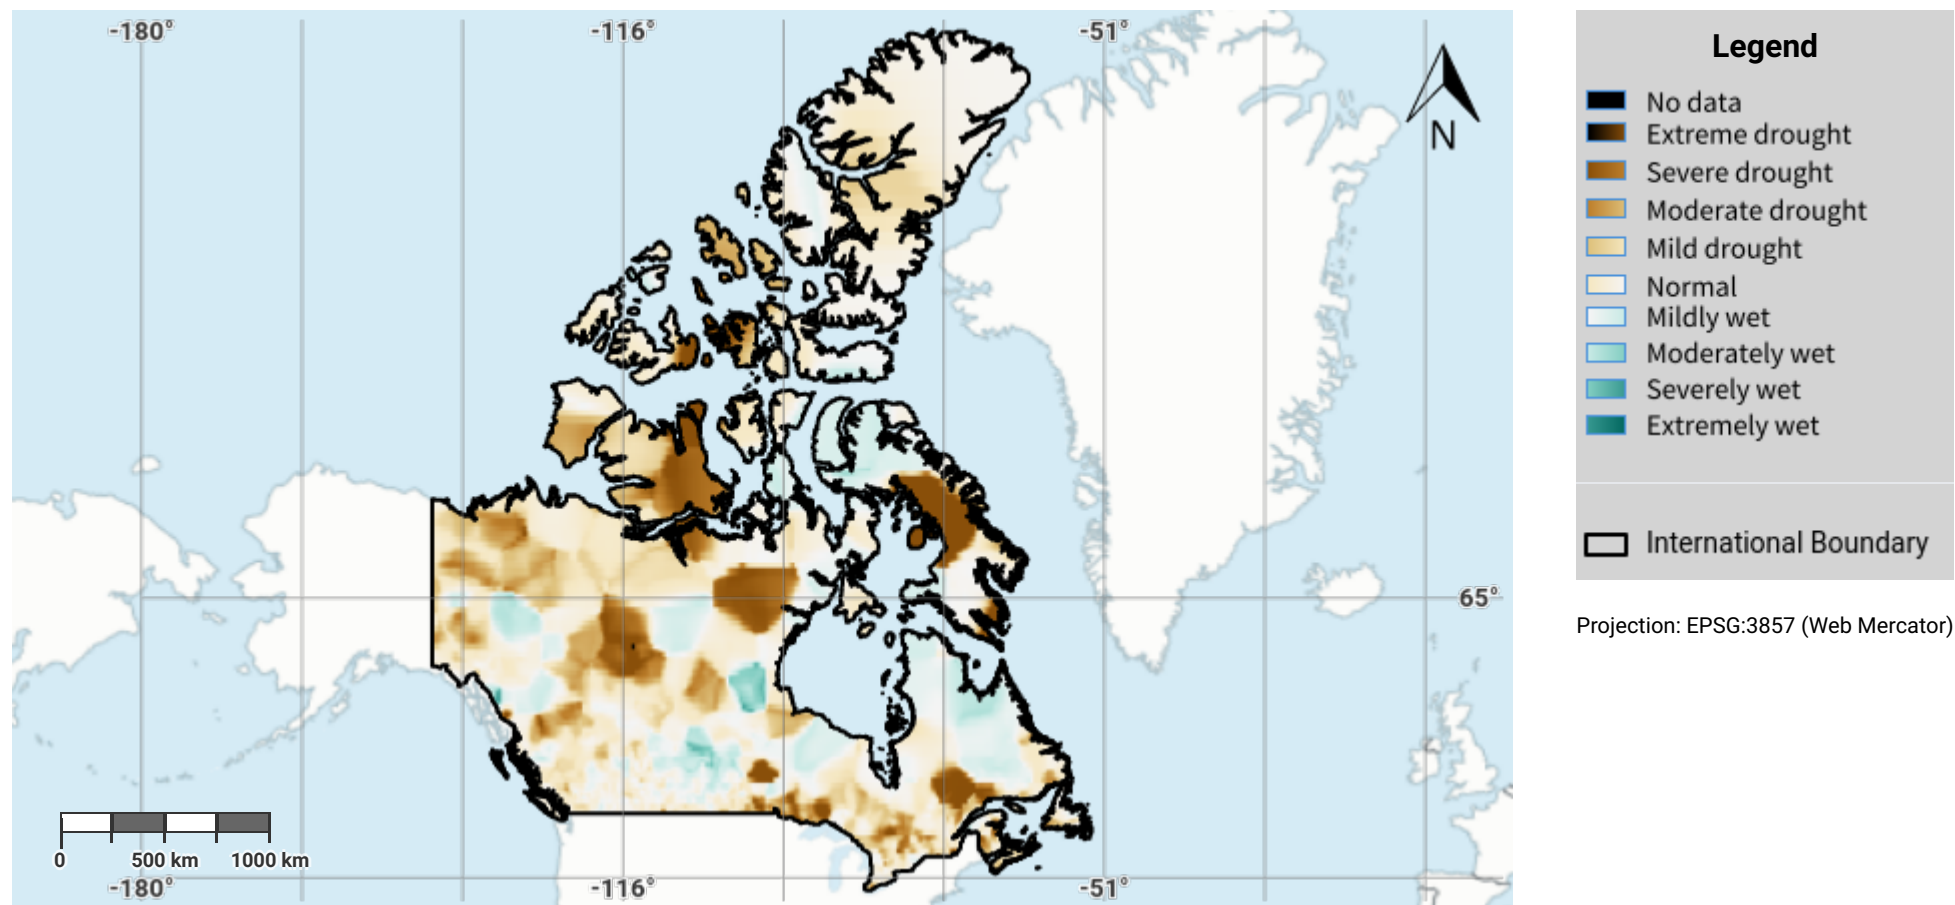 -180°
-116°
-51°
N
65°
0
500 km
1000 km
-180°
-116°
-51°
Legend
No data
Extreme drought
Severe drought
Moderate drought
Mild drought
Normal
Mildly wet
Moderately wet
Severely wet
Extremely wet
International Boundary
Projection: EPSG:3857 (Web Mercator)